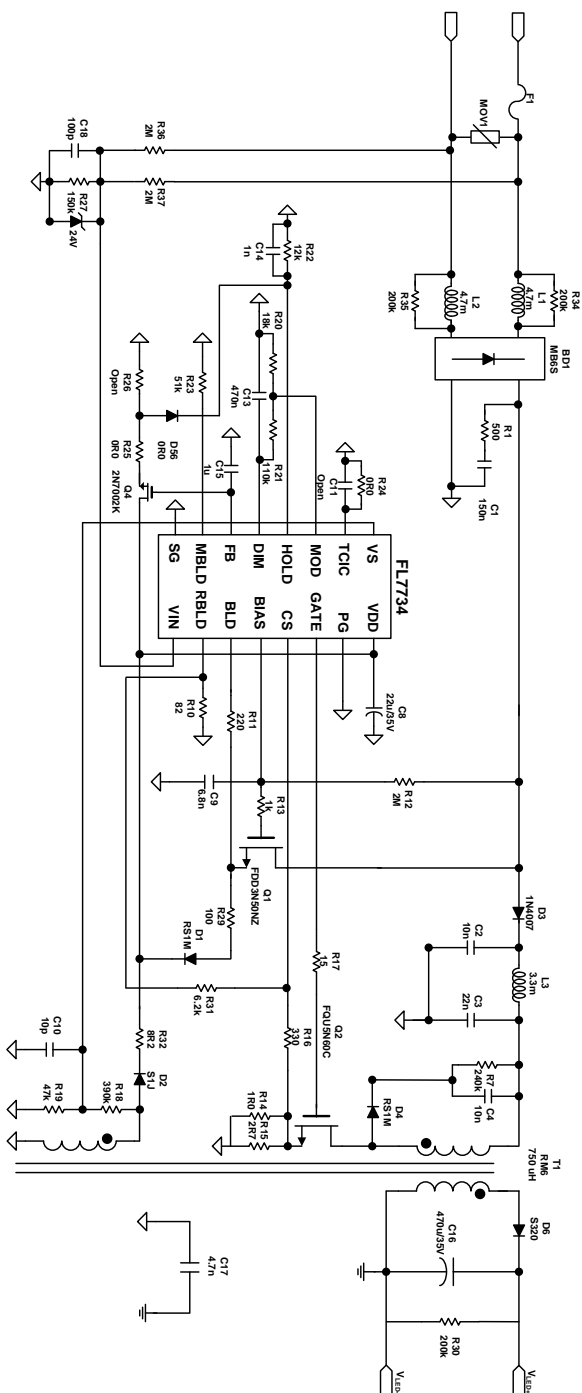 F1
MOV1
R36
2M
R37
2M
C18
100p
R27
150k
24V
R34
200k
L1
4.7m
L2
4.7m
R35
200k
BD1
MB6S
R1
500
C1
150n
R22
12k
C14
1n
R20
18k
C13
470n
R21
110k
R24
0R0
C11
Open
R23
51k
R26
Open
D56
0R0
R25
0R0
C15
1u
Q4
2N7002K
FL7734
VS
TCIC
MOD
HOLD
DIM
FB
MBLD
SG
VDD
PG
GATE
CS
BIAS
BLD
RBLD
VIN
C8
22u/35V
R10
82
R11
220
R12
2M
C9
6.8n
R13
1k
Q1
FDD3N50NZ
R29
100
D1
RS1M
R17
15
R31
6.2k
R16
330
Q2
FQU5N60C
D3
1N4007
C2
10n
L3
3.3m
C3
22n
R7
240k
C4
10n
D4
RS1M
R14
1R0
R15
2R7
R32
8R2
D2
S1J
C10
10p
R18
390k
R19
47k
T1
RM6
750 uH
D6
S320
C16
470u/35V
R30
200k
C17
4.7n